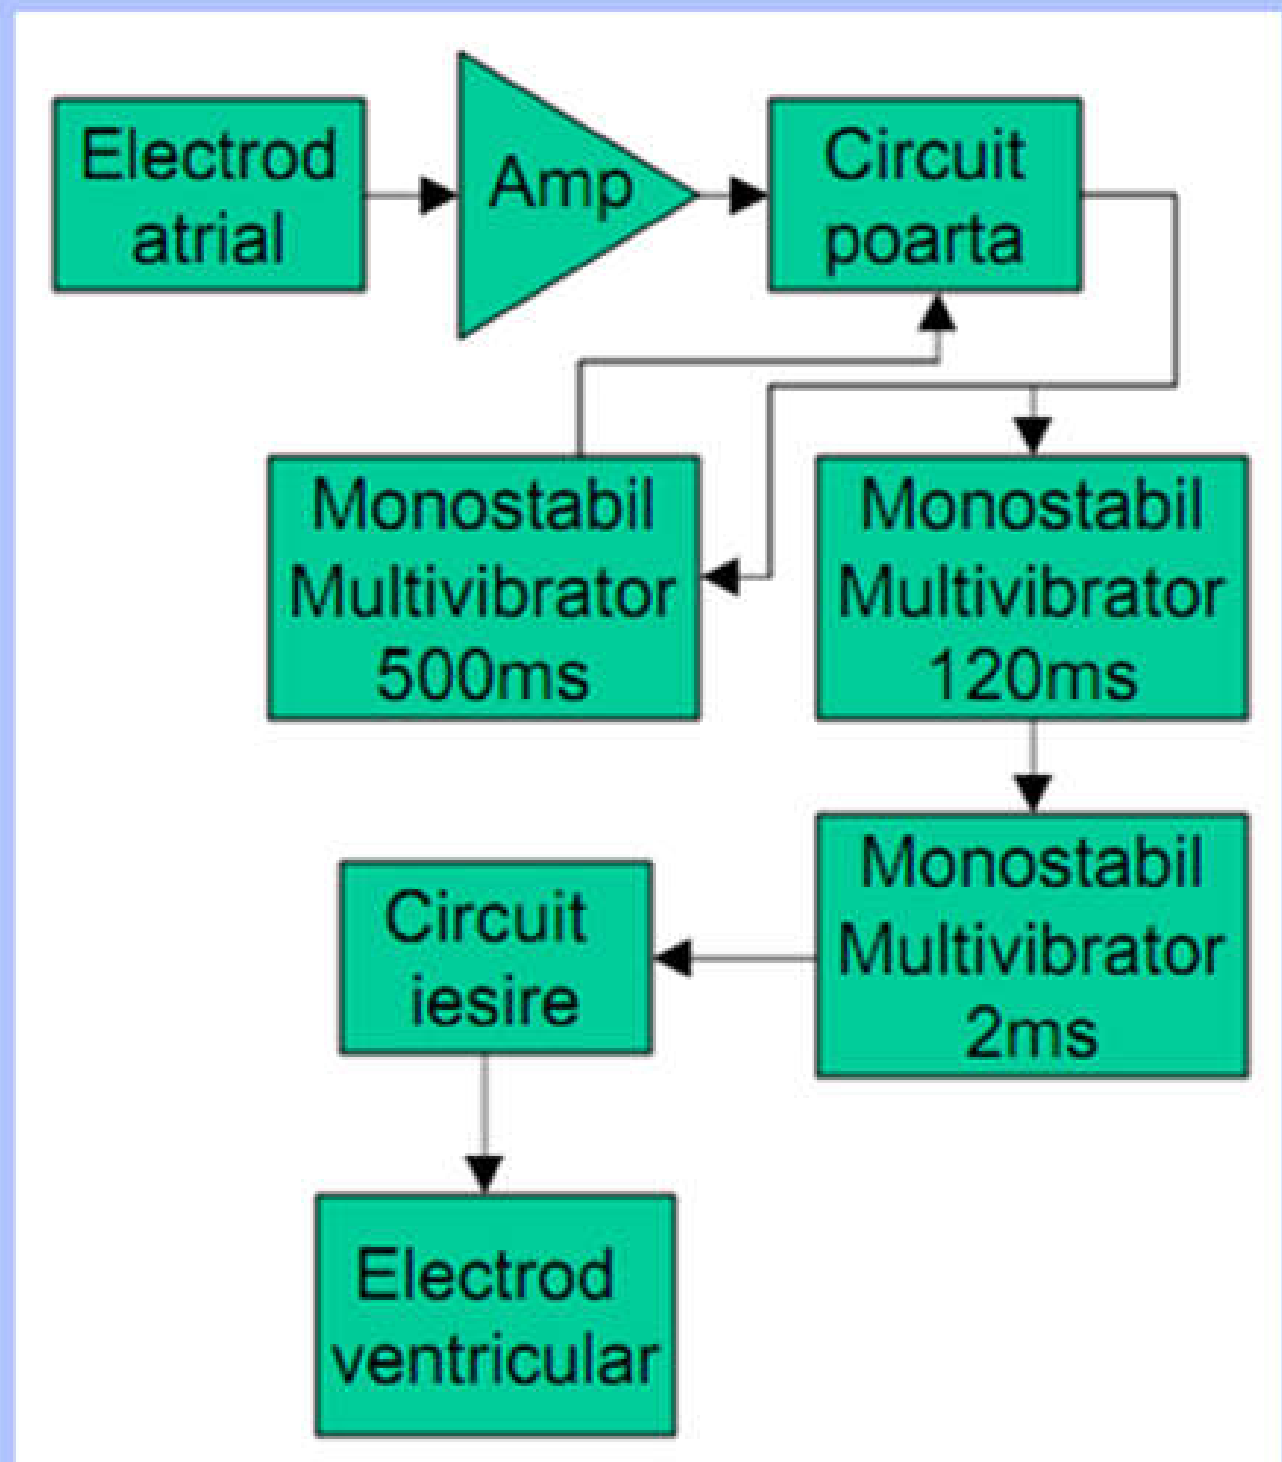 Electrod
atrial
Amp
Circuit
poarta
Monostabil
Multivibrator
500ms
Monostabil
Multivibrator
120ms
Monostabil
Multivibrator
2ms
Circuit
iesire
Electrod
ventricular